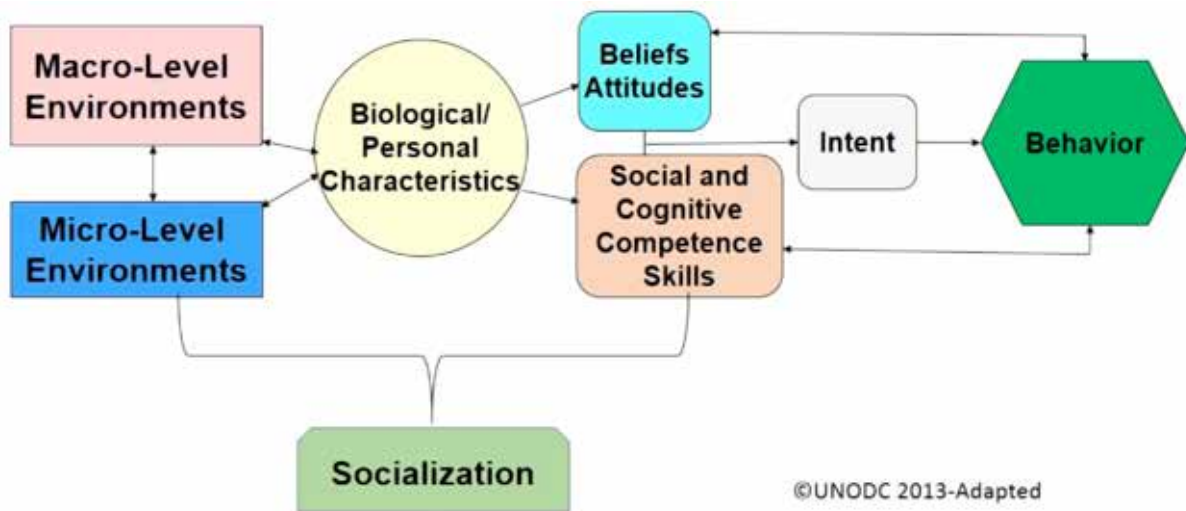 Macro-Level
Environments
Micro-Level
Environments
Biological/
Personal
Characteristics
Beliefs
Attitudes
Social and
Cognitive
Competence
Skills
Intent
Behavior
Socialization
©UNODC 2013-Adapted